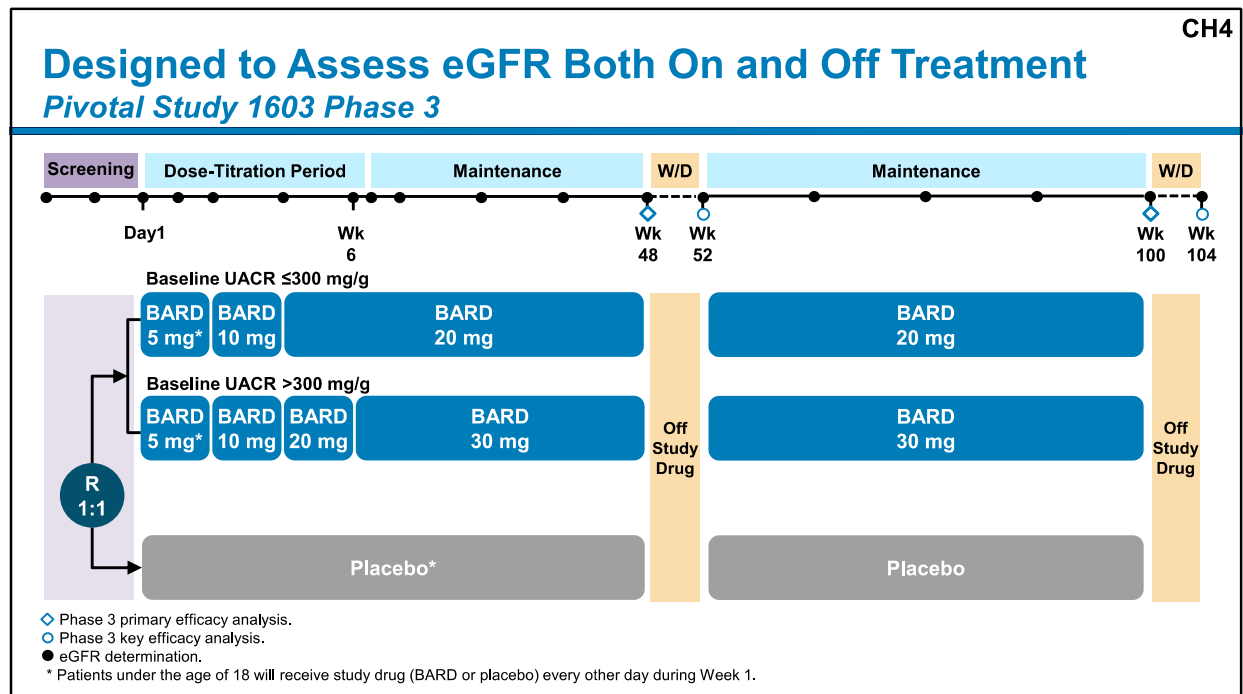 CH4
Designed to Assess eGFR Both On and Off Treatment
Pivotal Study 1603 Phase 3
Screening
Dose-Titration Period
Maintenance
W/D
Maintenance
W/D
Day1
Wk
6
Wk
48
Wk
52
Wk
100
Wk
104
Baseline UACR ≤300 mg/g
BARD
5 mg*
BARD
10 mg
BARD
20 mg
BARD
20 mg
Baseline UACR >300 mg/g
BARD
5 mg*
BARD
10 mg
BARD
20 mg
BARD
30 mg
Off
Study
Drug
BARD
30 mg
Off
Study
Drug
R
1:1
Placebo*
Placebo
Phase 3 primary efficacy analysis.
Phase 3 key efficacy analysis.
eGFR determination.
* Patients under the age of 18 will receive study drug (BARD or placebo) every other day during Week 1.